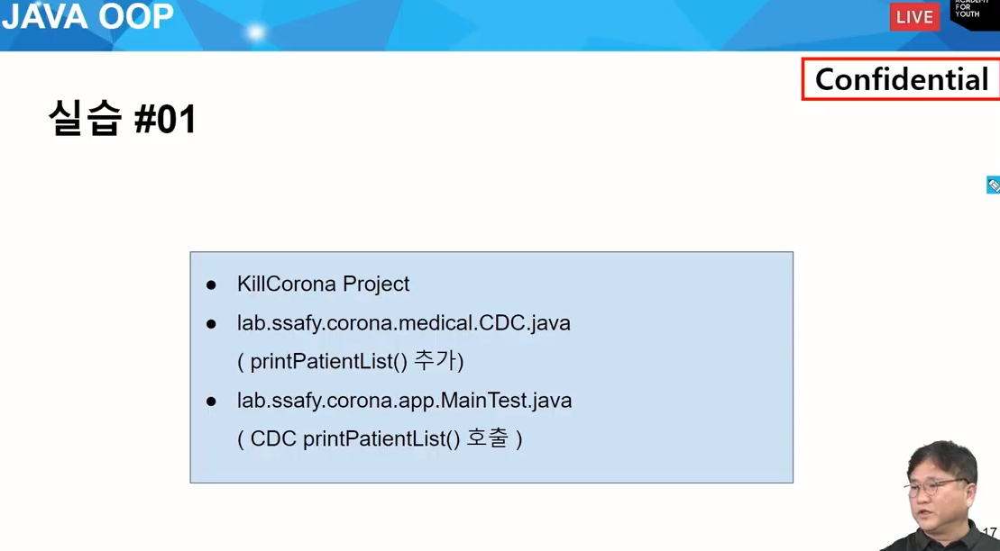 JAVA OOP
LIVE
FOR
YOUTH
Confidential
실습 #01
● KillCorona Project
● lab.ssafy.corona.medical.CDC.java
( printPatientList() 추가)
● lab.ssafy.corona.app.MainTest.java
( CDC printPatientList() 호출 )
17